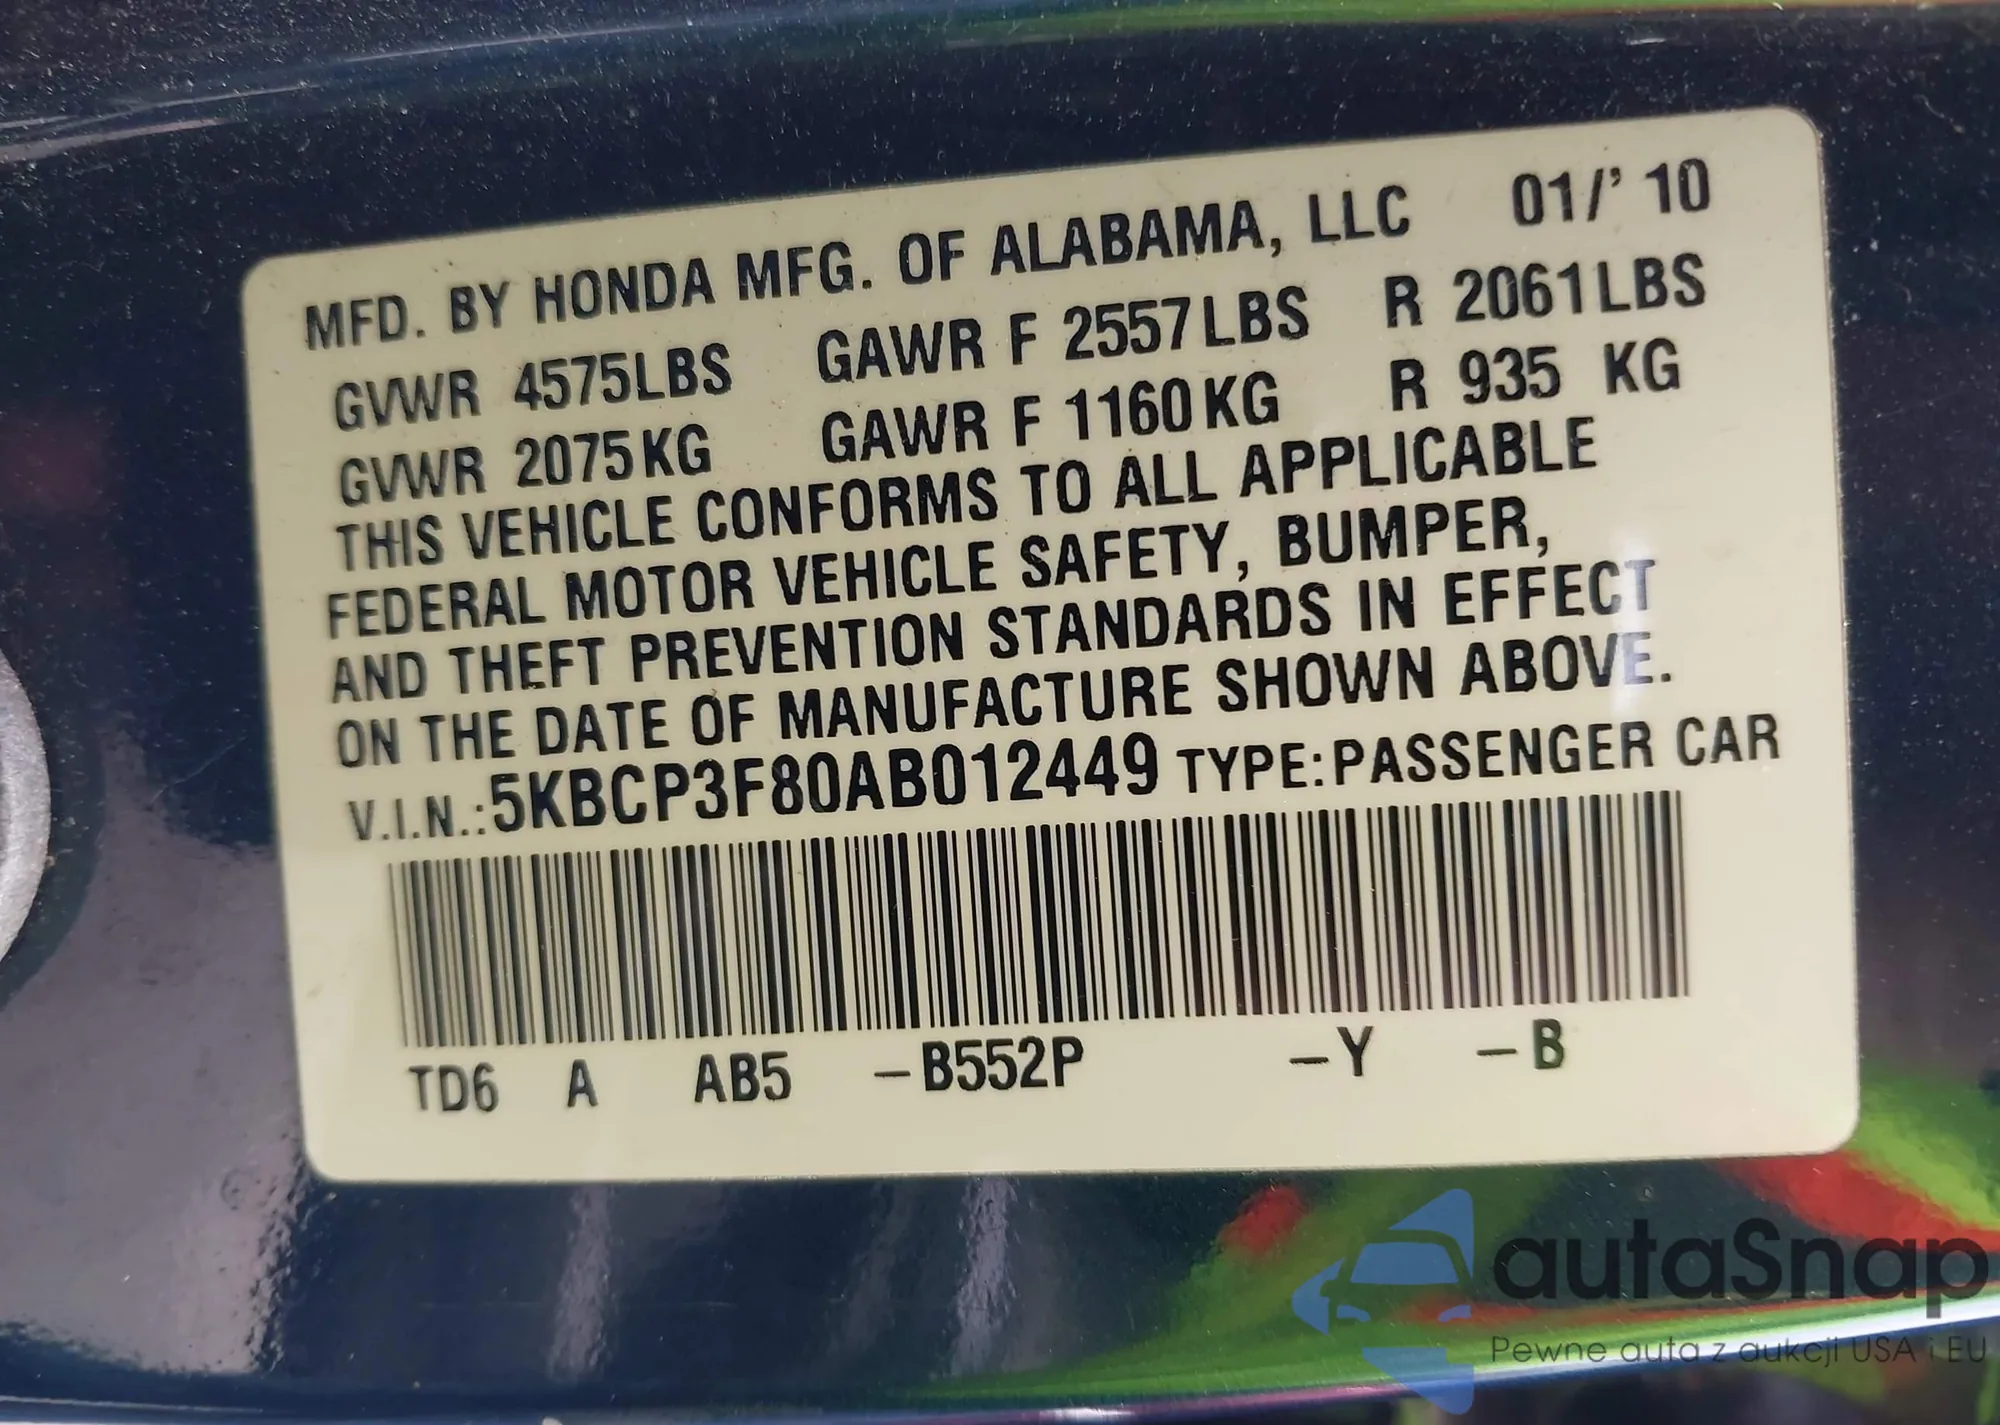 MFD. BY HONDA MFG. OF ALABAMA, LLC 01/' 10
GVWR 4575LBS GAWR F 2557LBS R 2061LBS
GVWR 2075KG GAWR F 1160KG R 935 KG
THIS VEHICLE CONFORMS TO ALL APPLICABLE
FEDERAL MOTOR VEHICLE SAFETY, BUMPER,
AND THEFT PREVENTION STANDARDS IN EFFECT
ON THE DATE OF MANUFACTURE SHOWN ABOVE.
V.I.N.:5KBCP3F80AB012449 TYPE:PASSENGER CAR
TD6 A AB5 –B552P –Y –B
autaSnap
Pewne auta z aukcji USA i EU